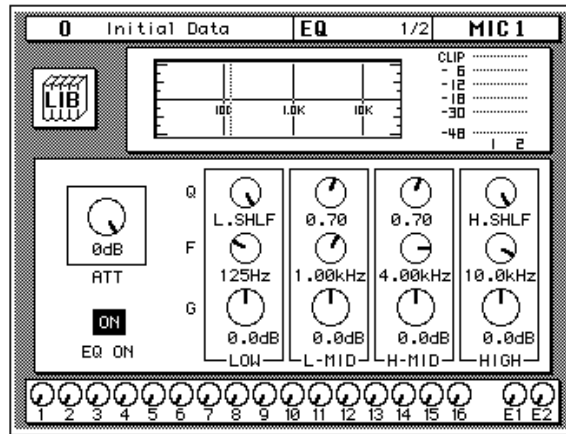 0 Initial Data EQ 1/2 MIC 1
LIB
100 1.0K 10K
CLIP
- 6
-12
-18
-30
-48
1 2
0dB
ATT
ON
EQ ON
Q L.SHLF 0.70 0.70 H.SHLF
F 125Hz 1.00kHz 4.00kHz 10.0kHz
G 0.0dB 0.0dB 0.0dB 0.0dB
LOW L-MID H-MID HIGH
1 2 3 4 5 6 7 8 9 10 11 12 13 14 15 16 E1 E2